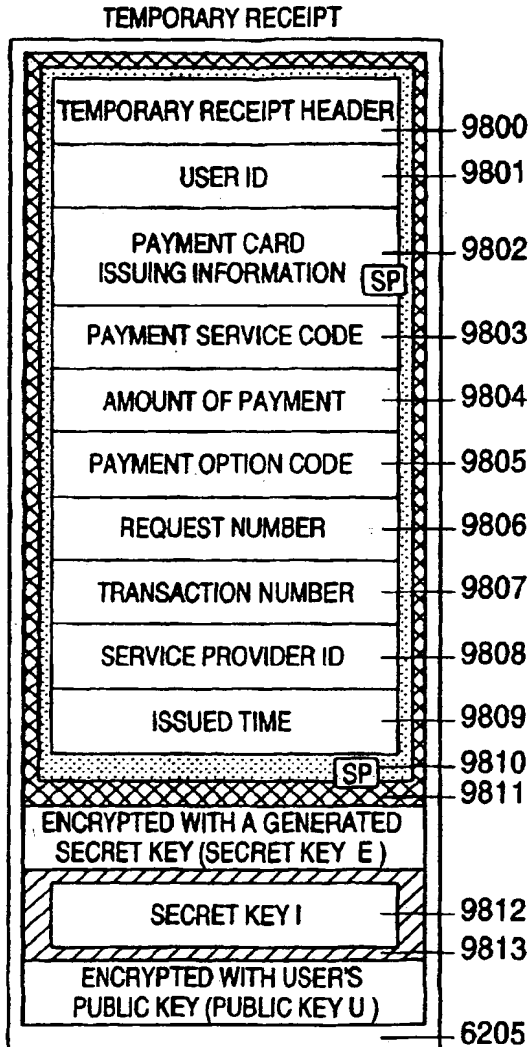 TEMPORARY RECEIPT
TEMPORARY RECEIPT HEADER
9800
USER ID
9801
PAYMENT CARD
ISSUING INFORMATION
SP
9802
PAYMENT SERVICE CODE
9803
AMOUNT OF PAYMENT
9804
PAYMENT OPTION CODE
9805
REQUEST NUMBER
9806
TRANSACTION NUMBER
9807
SERVICE PROVIDER ID
9808
ISSUED TIME
9809
SP
9810
9811
ENCRYPTED WITH A GENERATED
SECRET KEY (SECRET KEY E)
SECRET KEY I
9812
9813
ENCRYPTED WITH USER'S
PUBLIC KEY (PUBLIC KEY U)
6205